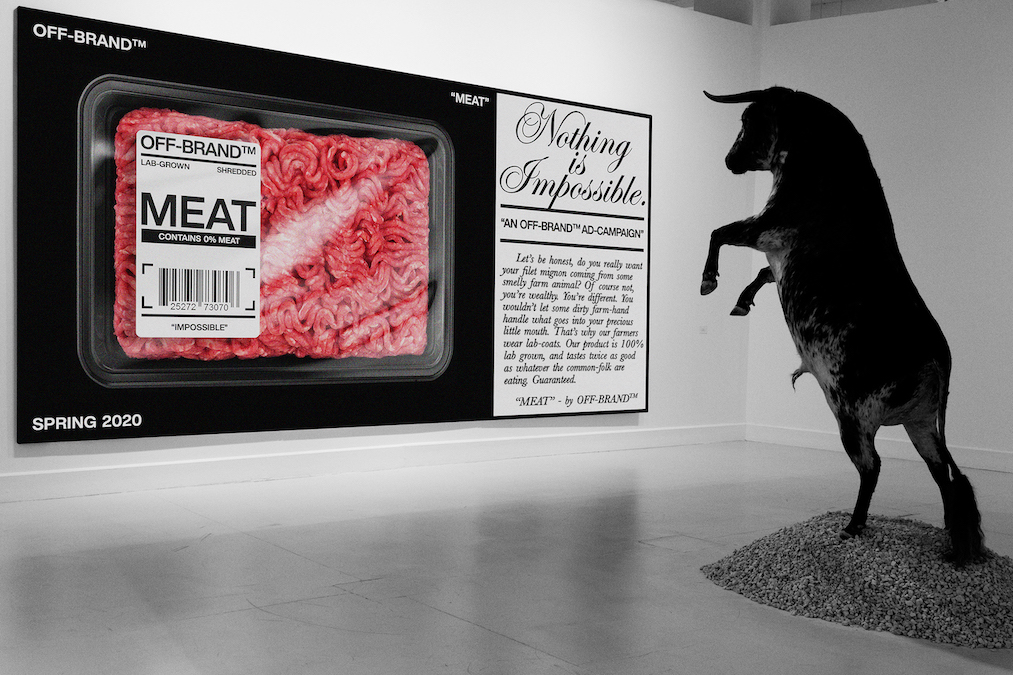 OFF-BRAND™
"MEAT"
OFF-BRAND™
LAB-GROWN
SHREDDED
MEAT
CONTAINS 0% MEAT
25272 73070
"IMPOSSIBLE"
SPRING 2020
Nothing
is
Impossible.
"AN OFF-BRAND™ AD-CAMPAIGN"
Let's be honest, do you really want
your filet mignon coming from some
smelly farm animal? Of course not,
you're wealthy. You're different. You
wouldn't let some dirty farm-hand
handle what goes into your precious
little mouth. That's why our farmers
wear lab-coats. Our product is 100%
lab grown, and tastes twice as good
as whatever the common-folk are
eating. Guaranteed.
"MEAT" - by OFF-BRAND™